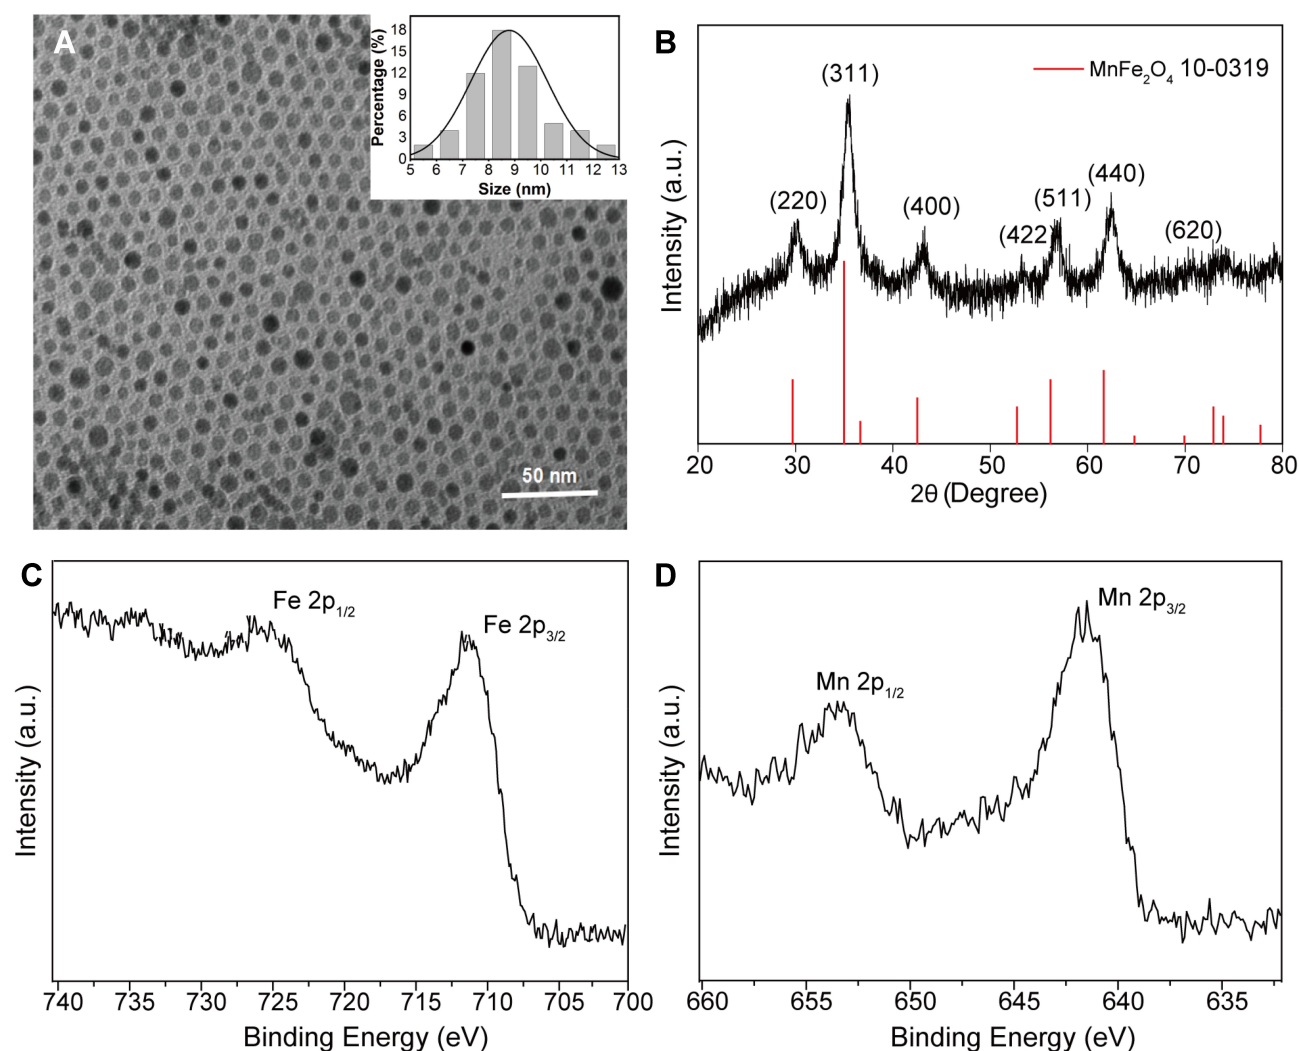 A
Percentage (%)
18
15
12
9
6
3
0
5 6 7 8 9 10 11 12 13
Size (nm)
50 nm
B
MnFe₂O₄ 10-0319
(311)
(220)
(400)
(422)
(511)
(440)
(620)
Intensity (a.u.)
20 30 40 50 60 70 80
2θ (Degree)
C
Fe 2p₁/₂
Fe 2p₃/₂
Intensity (a.u.)
740 735 730 725 720 715 710 705 700
Binding Energy (eV)
D
Mn 2p₃/₂
Mn 2p₁/₂
Intensity (a.u.)
660 655 650 645 640 635
Binding Energy (eV)